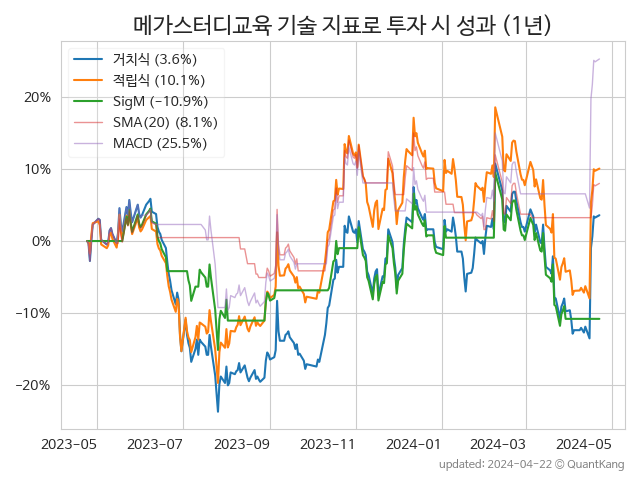 메가스터디교육 기술 지표로 투자 시 성과 (1년)
거치식 (3.6%)
적립식 (10.1%)
SigM (−10.9%)
SMA(20) (8.1%)
MACD (25.5%)
20%
10%
0%
−10%
−20%
2023-05 2023-07 2023-09 2023-11 2024-01 2024-03 2024-05
updated: 2024-04-22 © QuantKang